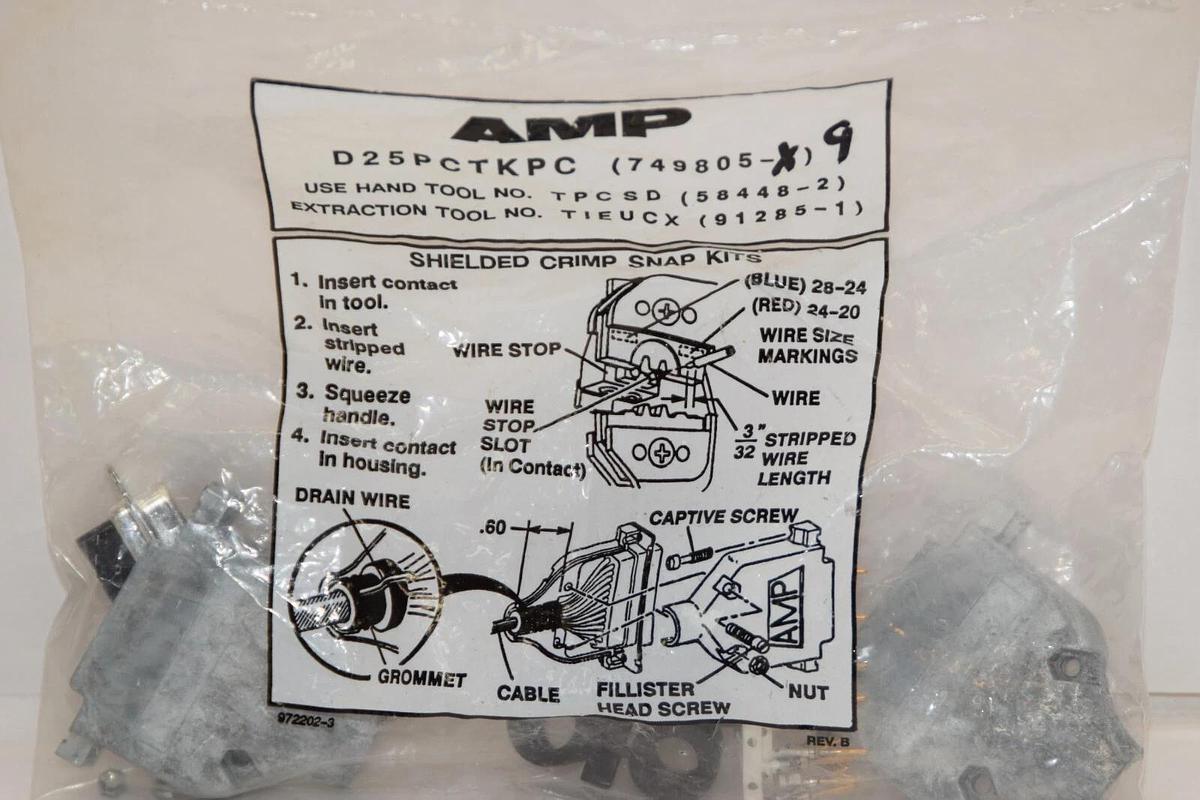 AMP
D25PCTKPC (749805-X) 9
USE HAND TOOL NO. TPCSD (58448-2)
EXTRACTION TOOL NO. TIEUCX (91285-1)
SHIELDED CRIMP SNAP KITS
1. Insert contact
in tool.
2. Insert
stripped
wire.
3. Squeeze
handle.
4. Insert contact
in housing.
(BLUE) 28-24
(RED) 24-20
WIRE SIZE
MARKINGS
WIRE STOP
WIRE
WIRE
STOP
SLOT
(In Contact)
3/32" STRIPPED
WIRE
LENGTH
DRAIN WIRE
.60
CAPTIVE SCREW
AMP
GROMMET
CABLE
FILLISTER
HEAD SCREW
NUT
972202-3
REV. B